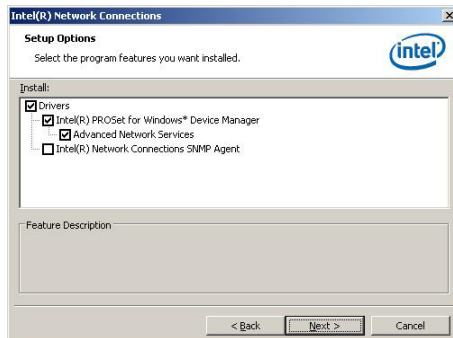 Intel(R) Network Connections
Setup Options
Select the program features you want installed.
intel
Install:
Drivers
Intel(R) PROSet for Windows* Device Manager
Advanced Network Services
Intel(R) Network Connections SNMP Agent
Feature Description
< Back
Next >
Cancel